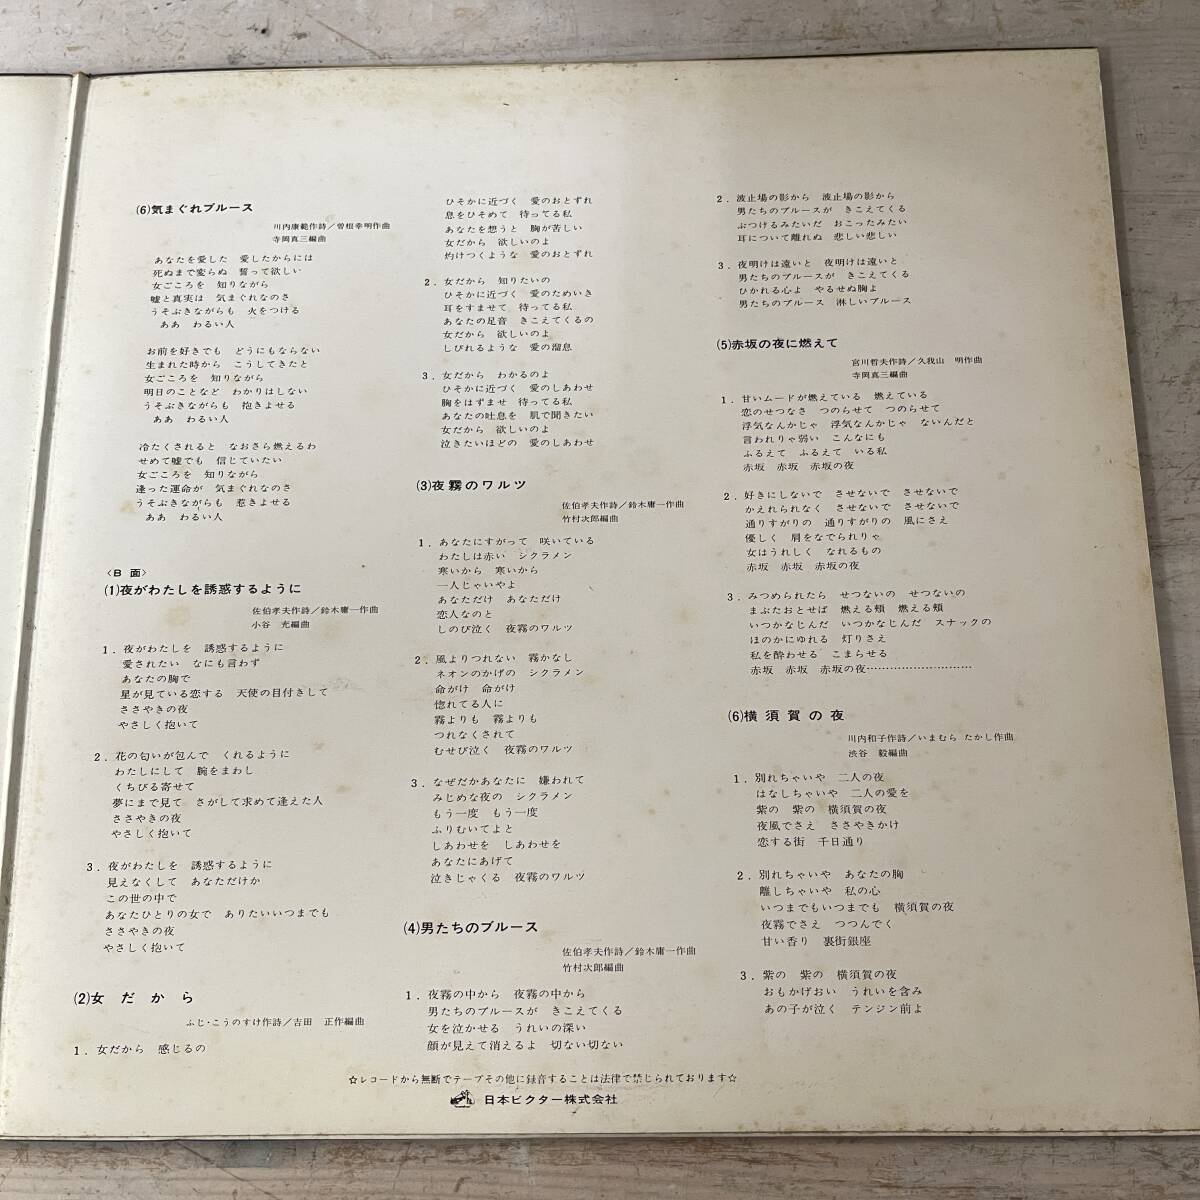 (6)気まぐれブルース
川内康範作詩／曽根幸明作曲
寺岡真三編曲
あなたを愛した　愛したからには
死ぬまで変らぬ　誓って欲しい
女ごころを　知りながら
嘘と真実は　気まぐれなのさ
うそぶきながらも　火をつける
ああ　わるい人
お前を好きでも　どうにもならない
生まれた時から　こうしてきたと
女ごころを　知りながら
明日のことなど　わかりはしない
うそぶきながらも　抱きよせる
ああ　わるい人
冷たくされると　なおさら燃えるわ
せめて嘘でも　信じていたい
女ごころを　知りながら
逢った運命が　気まぐれなのさ
うそぶきながらも　惹きよせる
ああ　わるい人
〈B 面〉
(1)夜がわたしを誘惑するように
佐伯孝夫作詩／鈴木庸一作曲
小谷　充編曲
1．夜がわたしを　誘惑するように
愛されたい　なにも言わず
あなたの胸で
星が見ている恋する　天使の目付きして
ささやきの夜
やさしく抱いて
2．花の匂いが包んで　くれるように
わたしにして　腕をまわし
くちびる寄せて
夢にまで見て　さがして求めて逢えた人
ささやきの夜
やさしく抱いて
3．夜がわたしを　誘惑するように
見えなくして　あなただけか
この世の中で
あなたひとりの女で　ありたいいつまでも
ささやきの夜
やさしく抱いて
(2)女　だ　か　ら
ふじ・こうのすけ作詩／吉田　正作編曲
1．女だから　感じるの
ひそかに近づく　愛のおとずれ
息をひそめて　待ってる私
あなたを想うと　胸が苦しい
女だから　欲しいのよ
灼けつくような　愛のおとずれ
2．女だから　知りたいの
ひそかに近づく　愛のためいき
耳をすませて　待ってる私
あなたの足音　きこえてくるの
女だから　欲しいのよ
しびれるような　愛の溜息
3．女だから　わかるのよ
ひそかに近づく　愛のしあわせ
胸をはずませ　待ってる私
あなたの吐息を　肌で聞きたい
女だから　欲しいのよ
泣きたいほどの　愛のしあわせ
(3)夜霧のワルツ
佐伯孝夫作詩／鈴木庸一作曲
竹村次郎編曲
1．あなたにすがって　咲いている
わたしは赤い　シクラメン
寒いから　寒いから
一人じゃいやよ
あなただけ　あなただけ
恋人なのと
しのび泣く　夜霧のワルツ
2．風よりつれない　霧かなし
ネオンのかげの　シクラメン
命がけ　命がけ
惚れてる人に
霧よりも　霧よりも
つれなくされて
むせび泣く　夜霧のワルツ
3．なぜだかあなたに　嫌われて
みじめな夜の　シクラメン
もう一度　もう一度
ふりむいてよと
しあわせを　しあわせを
あなたにあげて
泣きじゃくる　夜霧のワルツ
(4)男たちのブルース
佐伯孝夫作詩／鈴木庸一作曲
竹村次郎編曲
1．夜霧の中から　夜霧の中から
男たちのブルースが　きこえてくる
女を泣かせる　うれいの深い
顔が見えて消えるよ　切ない切ない
2．波止場の影から　波止場の影から
男たちのブルースが　きこえてくる
ぶつけるみたいだ　おこったみたい
耳について離れぬ　悲しい悲しい
3．夜明けは遠いと　夜明けは遠いと
男たちのブルースが　きこえてくる
ひかれる心よ　やるせぬ胸よ
男たちのブルース　淋しいブルース
(5)赤坂の夜に燃えて
宮川哲夫作詩／久我山　明作曲
寺岡真三編曲
1．甘いムードが燃えている　燃えている
恋のせつなさ　つのらせて　つのらせて
浮気なんかじゃ　浮気なんかじゃ　ないんだと
言われりゃ弱い　こんなにも
ふるえて　ふるえて　いる私
赤坂　赤坂　赤坂の夜
2．好きにしないで　させないで　させないで
かえれられなく　させないで　させないで
通りすがりの　通りすがりの　風にさえ
優しく　肩をなでられりゃ
女はうれしく　なれるもの
赤坂　赤坂　赤坂の夜
3．みつめられたら　せつないの　せつないの
まぶたおとせば　燃える頬　燃える頬
いつかなじんだ　いつかなじんだ　スナックの
ほのかにゆれる　灯りさえ
私を酔わせる　こまらせる
赤坂　赤坂　赤坂の夜………………………
(6)横須賀の夜
川内和子作詩／いまむら たかし作曲
渋谷　毅編曲
1．別れちゃいや　二人の夜
はなしちゃいや　二人の愛を
紫の　紫の　横須賀の夜
夜風でさえ　ささやきかけ
恋する街　千日通り
2．別れちゃいや　あなたの胸
離しちゃいや　私の心
いつまでもいつまでも　横須賀の夜
夜霧でさえ　つつんでく
甘い香り　裏街銀座
3．紫の　紫の　横須賀の夜
おもかげおい　うれいを含み
あの子が泣く　テンジン前よ
☆レコードから無断でテープその他に録音することは法律で禁じられております☆
日本ビクター株式会社